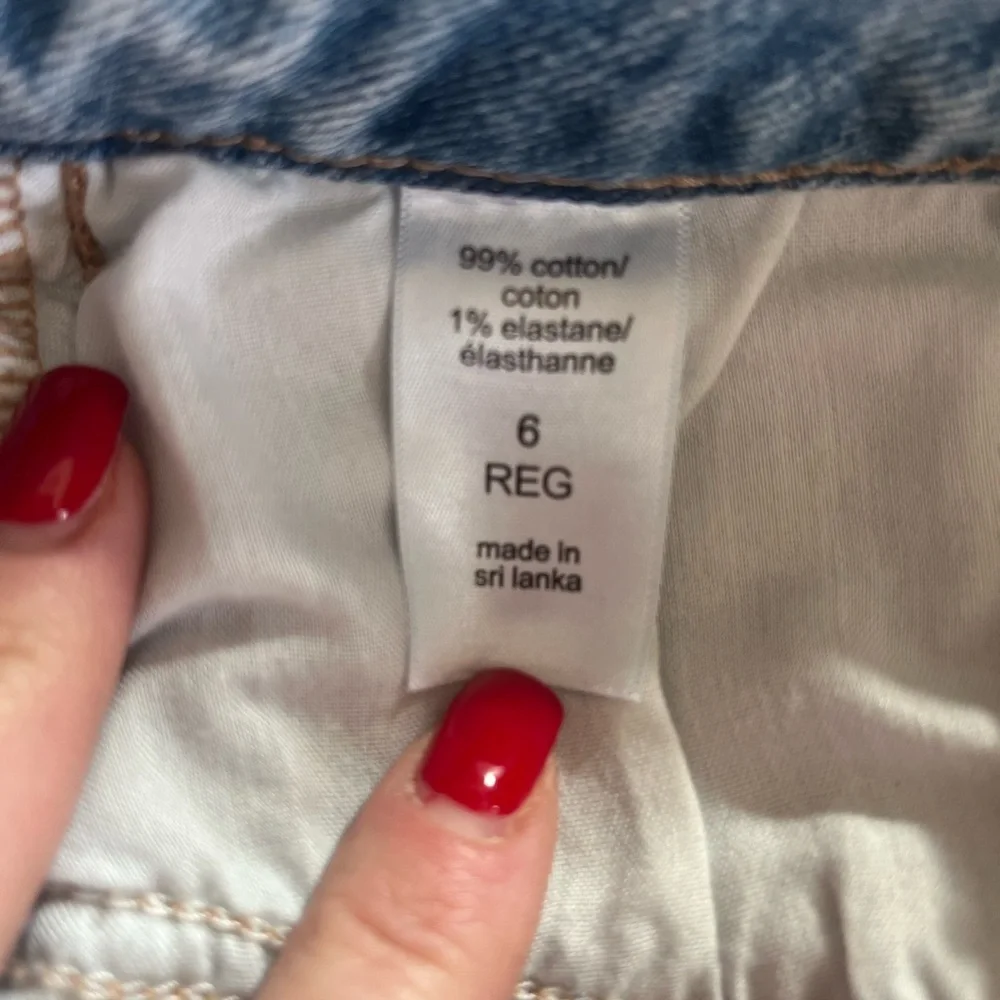 99% cotton/
coton
1% elastane/
élasthanne
6
REG
made in
sri lanka